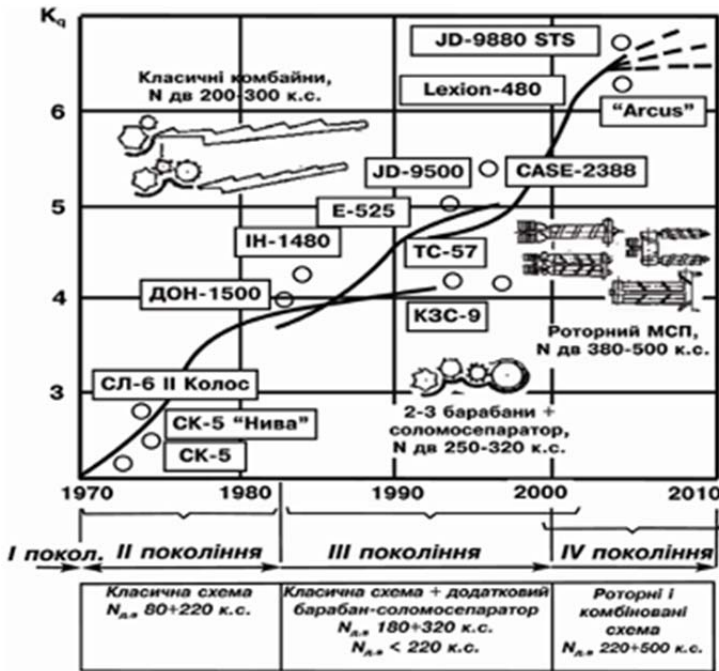 Kq
JD-9880 STS
Класичні комбайни,
N дв 200-300 к.с.
Lexion-480
6
"Arcus"
JD-9500
CASE-2388
5
E-525
IH-1480
TC-57
ДОН-1500
4
КЗС-9
Роторний МСП,
N дв 380-500 к.с.
СЛ-6 II Колос
3
2-3 барабани +
соломосепаратор,
N дв 250-320 к.с.
СК-5 "Нива"
СК-5
1970 1980 1990 2000 2010
I покол. II покоління III покоління IV покоління
Класична схема
Nд.в 80+220 к.с.
Класична схема + додатковий
барабан-соломосепаратор
Nд.в 180+320 к.с.
Nд.в < 220 к.с.
Роторні і
комбіновані
схема
Nд.в 220+500 к.с.